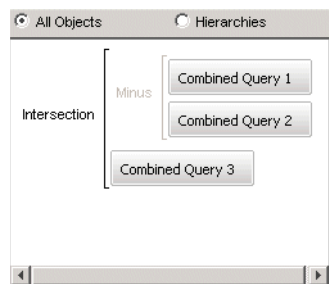 All Objects Hierarchies
Combined Query 1
Minus
Combined Query 2
Intersection
Combined Query 3